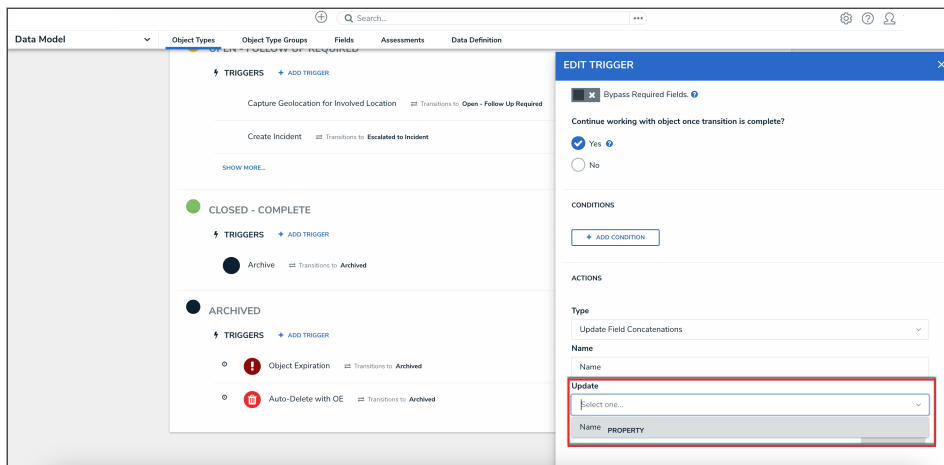 Search...
Data Model
Object Types Object Type Groups Fields Assessments Data Definition
OPEN - FOLLOW UP REQUIRED
TRIGGERS + ADD TRIGGER
Capture Geolocation for Involved Location Transitions to Open - Follow Up Required
Create Incident Transitions to Escalated to Incident
SHOW MORE...
CLOSED - COMPLETE
TRIGGERS + ADD TRIGGER
Archive Transitions to Archived
ARCHIVED
TRIGGERS + ADD TRIGGER
Object Expiration Transitions to Archived
Auto-Delete with OE Transitions to Archived
EDIT TRIGGER
Bypass Required Fields.
Continue working with object once transition is complete?
Yes
No
CONDITIONS
+ ADD CONDITION
ACTIONS
Type
Update Field Concatenations
Name
Name
Update
Select one...
Name PROPERTY